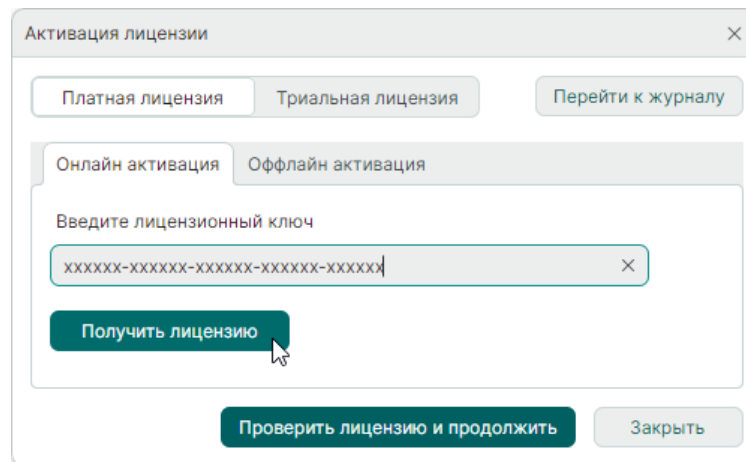 Активация лицензии
Платная лицензия Триальная лицензия Перейти к журналу
Онлайн активация Оффлайн активация
Введите лицензионный ключ
xxxxxx-xxxxxx-xxxxxx-xxxxxx-xxxxxx
Получить лицензию
Проверить лицензию и продолжить Закрыть